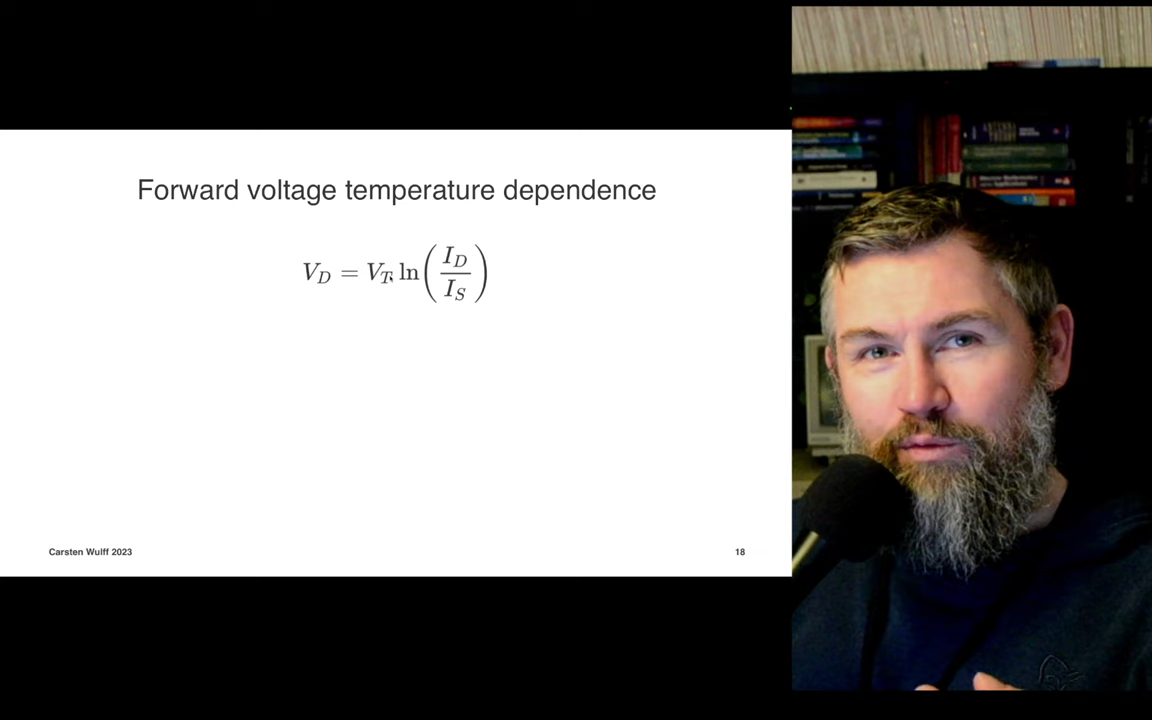 Forward voltage temperature dependence
V_D = V_T ln(I_D / I_S)
Carsten Wulff 2023
18